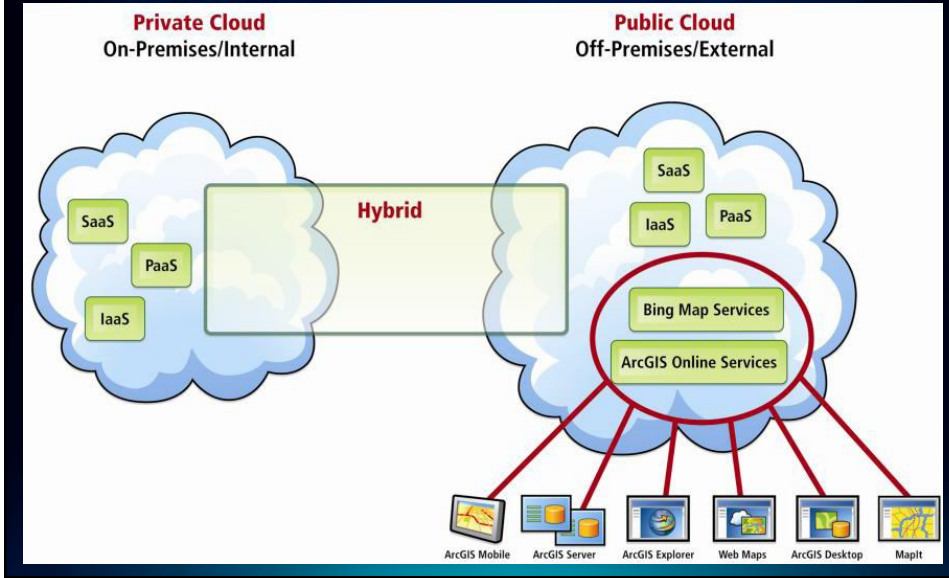 Private Cloud
On-Premises/Internal
Public Cloud
Off-Premises/External
SaaS
PaaS
IaaS
Hybrid
SaaS
IaaS
PaaS
Bing Map Services
ArcGIS Online Services
ArcGIS Mobile
ArcGIS Server
ArcGIS Explorer
Web Maps
ArcGIS Desktop
MapIt